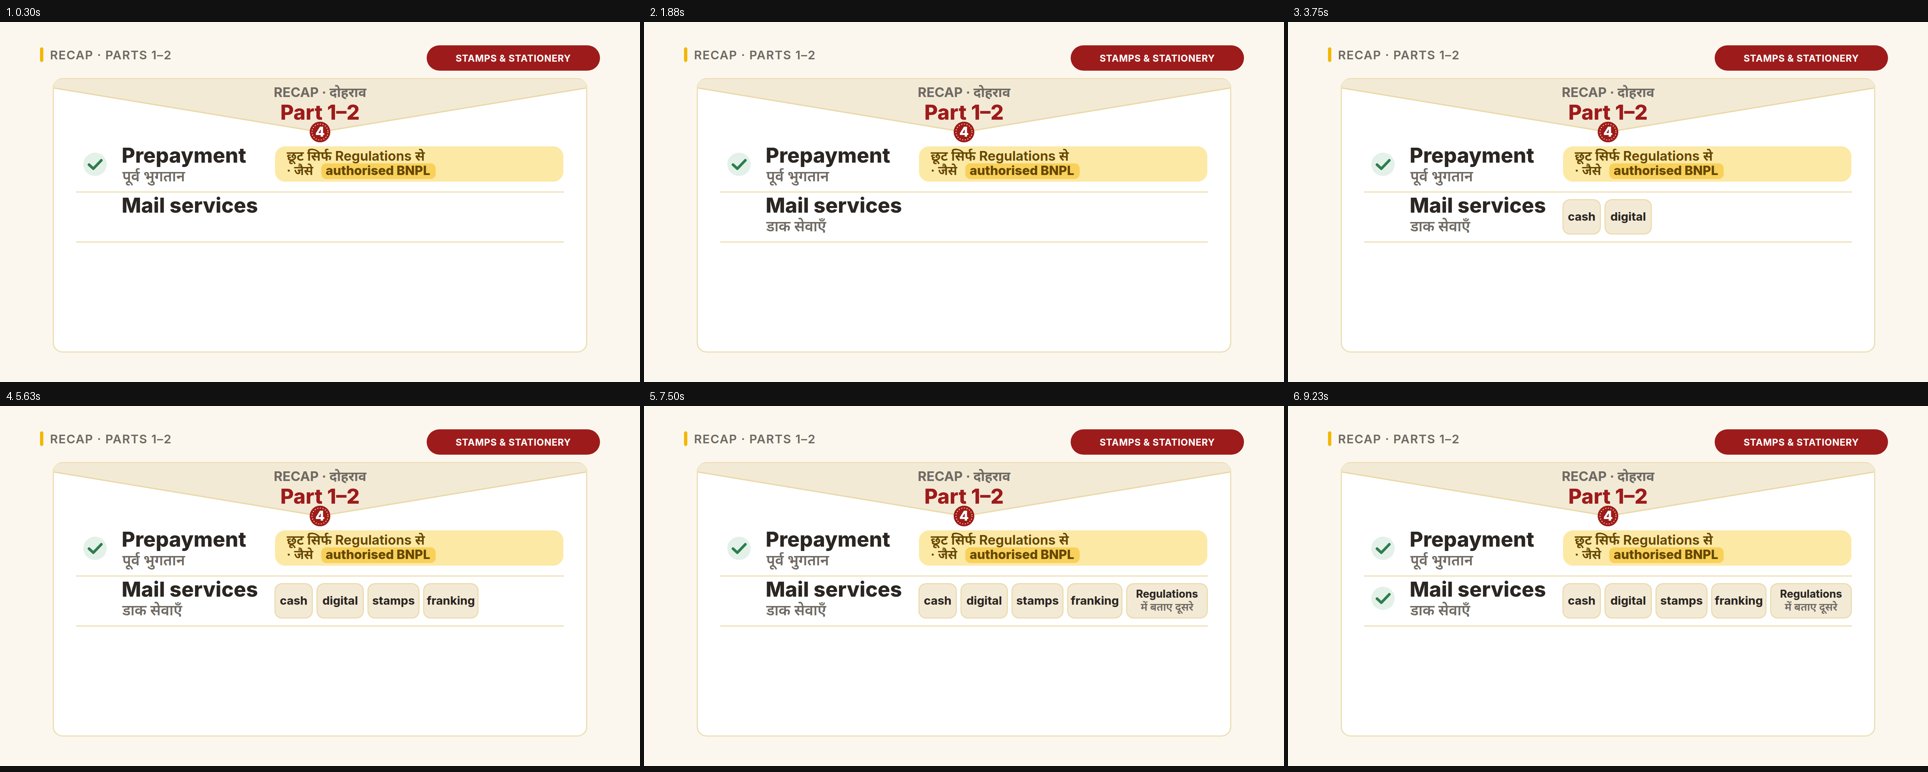 1. 0.30s
RECAP · PARTS 1–2
STAMPS & STATIONERY
RECAP · दोहराव
Part 1–2
4
Prepayment
पूर्व भुगतान
छूट सिर्फ Regulations से
· जैसे authorised BNPL
Mail services
2. 1.88s
RECAP · PARTS 1–2
STAMPS & STATIONERY
RECAP · दोहराव
Part 1–2
4
Prepayment
पूर्व भुगतान
छूट सिर्फ Regulations से
· जैसे authorised BNPL
Mail services
डाक सेवाएँ
3. 3.75s
RECAP · PARTS 1–2
STAMPS & STATIONERY
RECAP · दोहराव
Part 1–2
4
Prepayment
पूर्व भुगतान
छूट सिर्फ Regulations से
· जैसे authorised BNPL
Mail services
डाक सेवाएँ
cash digital
4. 5.63s
RECAP · PARTS 1–2
STAMPS & STATIONERY
RECAP · दोहराव
Part 1–2
4
Prepayment
पूर्व भुगतान
छूट सिर्फ Regulations से
· जैसे authorised BNPL
Mail services
डाक सेवाएँ
cash digital stamps franking
5. 7.50s
RECAP · PARTS 1–2
STAMPS & STATIONERY
RECAP · दोहराव
Part 1–2
4
Prepayment
पूर्व भुगतान
छूट सिर्फ Regulations से
· जैसे authorised BNPL
Mail services
डाक सेवाएँ
cash digital stamps franking
Regulations
में बताए दूसरे
6. 9.23s
RECAP · PARTS 1–2
STAMPS & STATIONERY
RECAP · दोहराव
Part 1–2
4
Prepayment
पूर्व भुगतान
छूट सिर्फ Regulations से
· जैसे authorised BNPL
Mail services
डाक सेवाएँ
cash digital stamps franking
Regulations
में बताए दूसरे